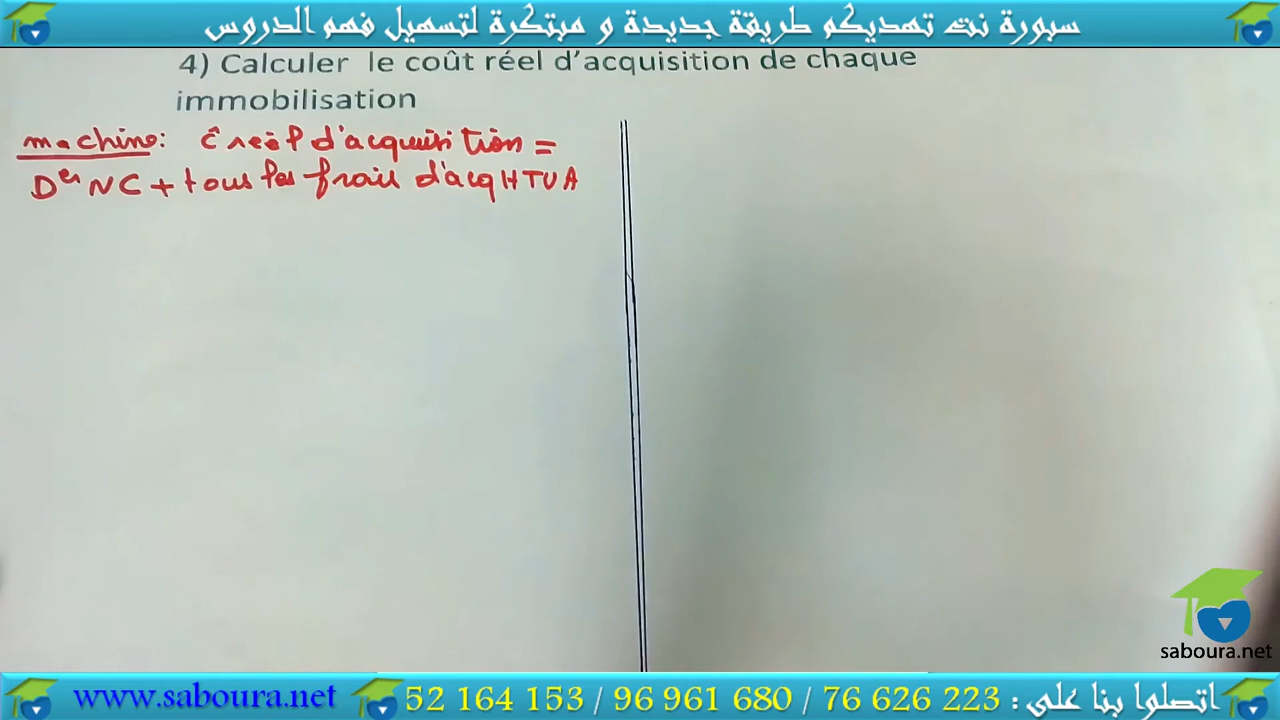 سبورة نت تهديكم طريقة جديدة و مبتكرة لتسهيل فهم الدروس
4) Calculer le coût réel d'acquisition de chaque
immobilisation
machine: C réel d'acquisition =
Der NC + tous les frais d'acq HTVA
saboura.net
www.saboura.net 52 164 153 / 96 961 680 / 76 626 223 : اتصلوا بنا على